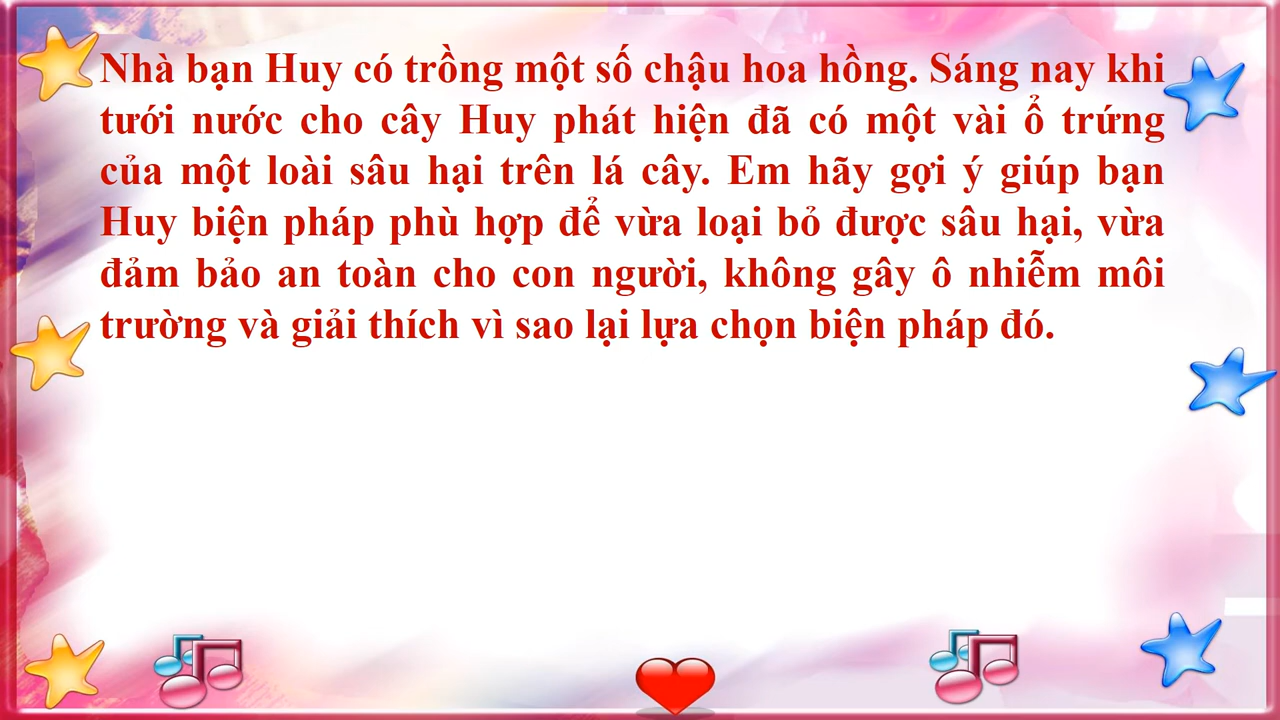 Nhà bạn Huy có trồng một số chậu hoa hồng. Sáng nay khi
tưới nước cho cây Huy phát hiện đã có một vài ổ trứng
của một loài sâu hại trên lá cây. Em hãy gợi ý giúp bạn
Huy biện pháp phù hợp để vừa loại bỏ được sâu hại, vừa
đảm bảo an toàn cho con người, không gây ô nhiễm môi
trường và giải thích vì sao lại lựa chọn biện pháp đó.